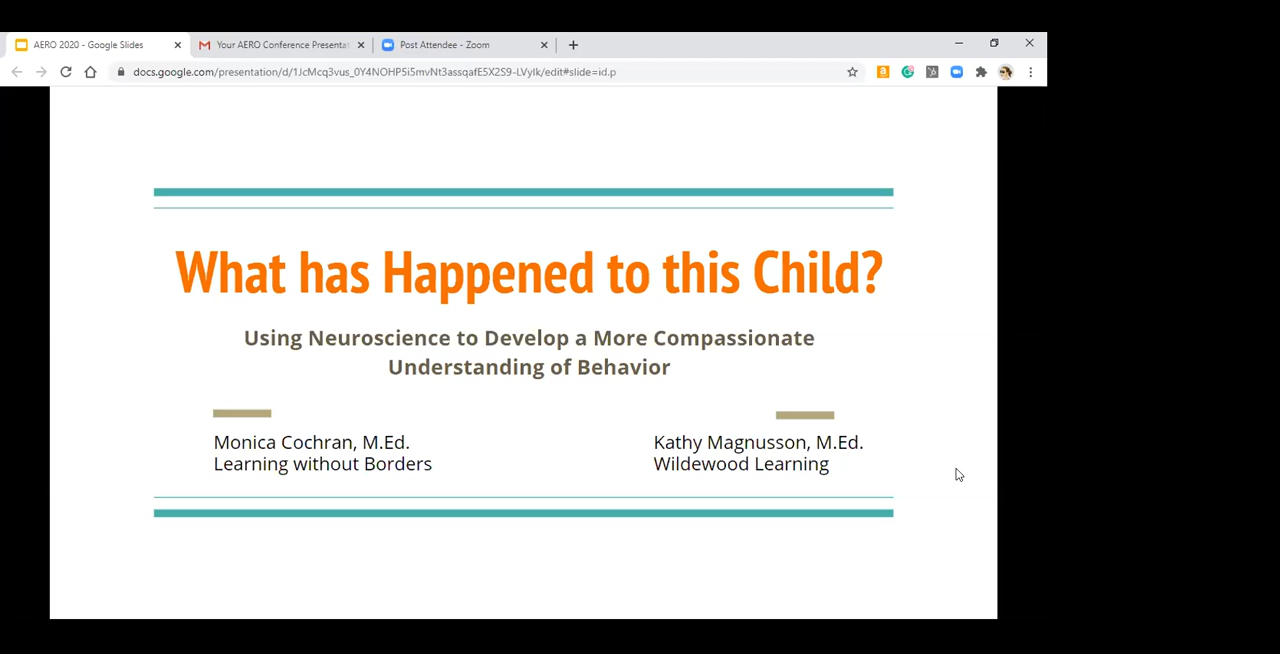 AERO 2020 - Google Slides
Your AERO Conference Presentat
Post Attendee - Zoom
docs.google.com/presentation/d/1JcMcq3vus_0Y4NOHP5i5mvNt3assqafE5X2S9-LVyIk/edit#slide=id.p
What has Happened to this Child?
Using Neuroscience to Develop a More Compassionate
Understanding of Behavior
Monica Cochran, M.Ed.
Learning without Borders
Kathy Magnusson, M.Ed.
Wildewood Learning